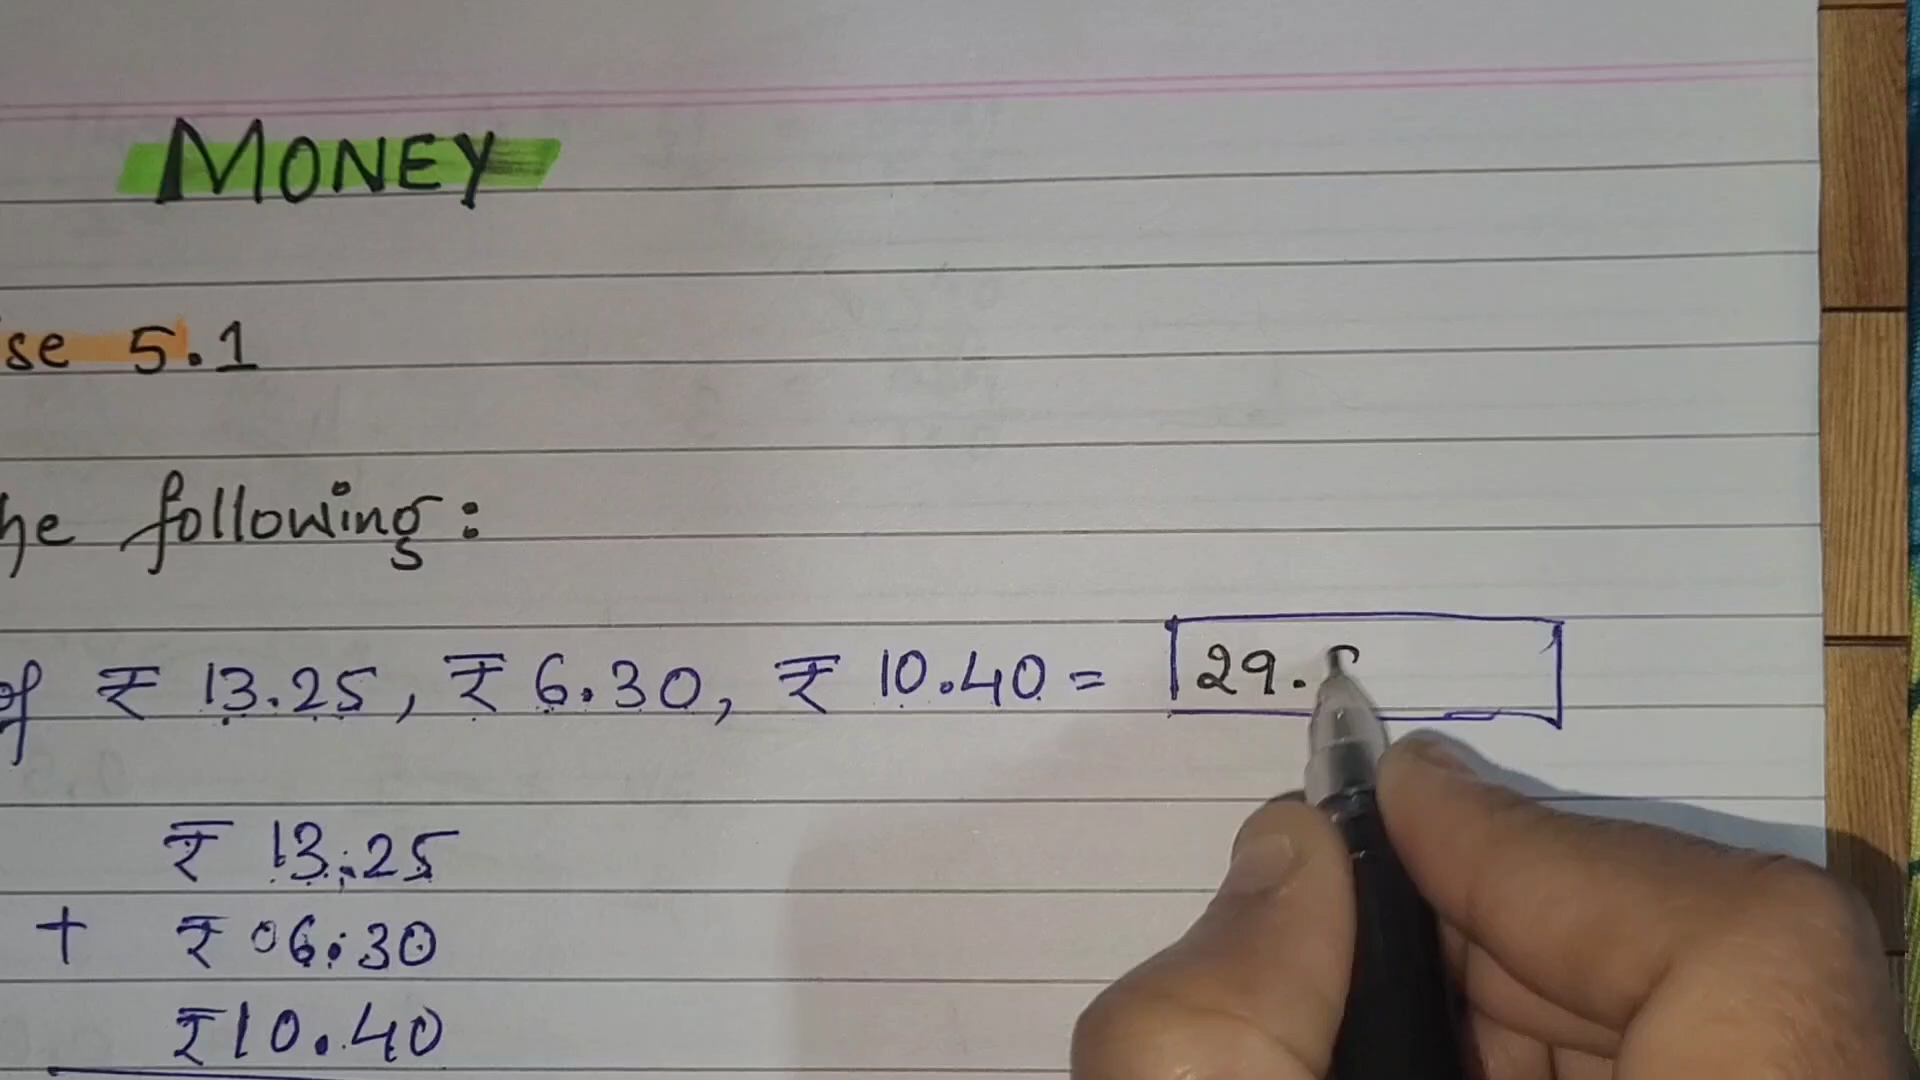 MONEY
se 5.1
he following:
of ₹ 13.25, ₹ 6.30, ₹ 10.40 = 29.
₹ 13.25
+ ₹ 06.30
₹10.40